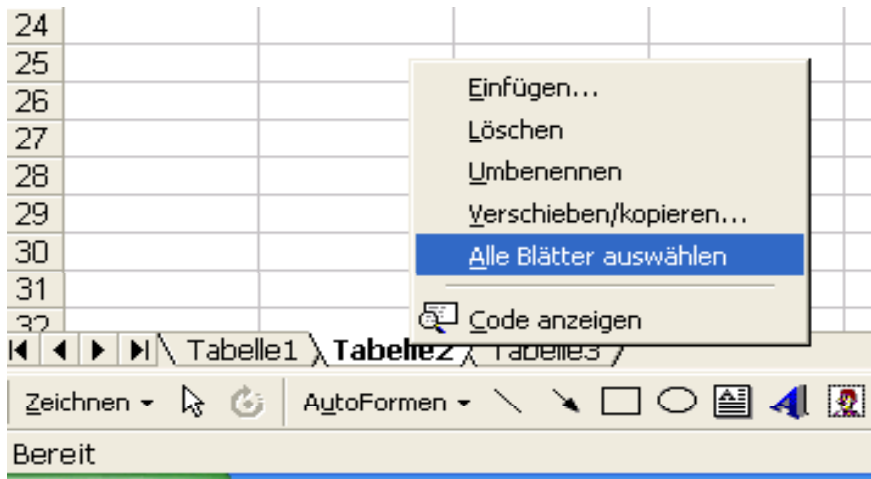 24
25
26
27
28
29
30
31
32
Einfügen...
Löschen
Umbenennen
Verschieben/kopieren...
Alle Blätter auswählen
Code anzeigen
Tabelle1 Tabelle2 Tabelle3
Zeichnen AutoFormen
Bereit